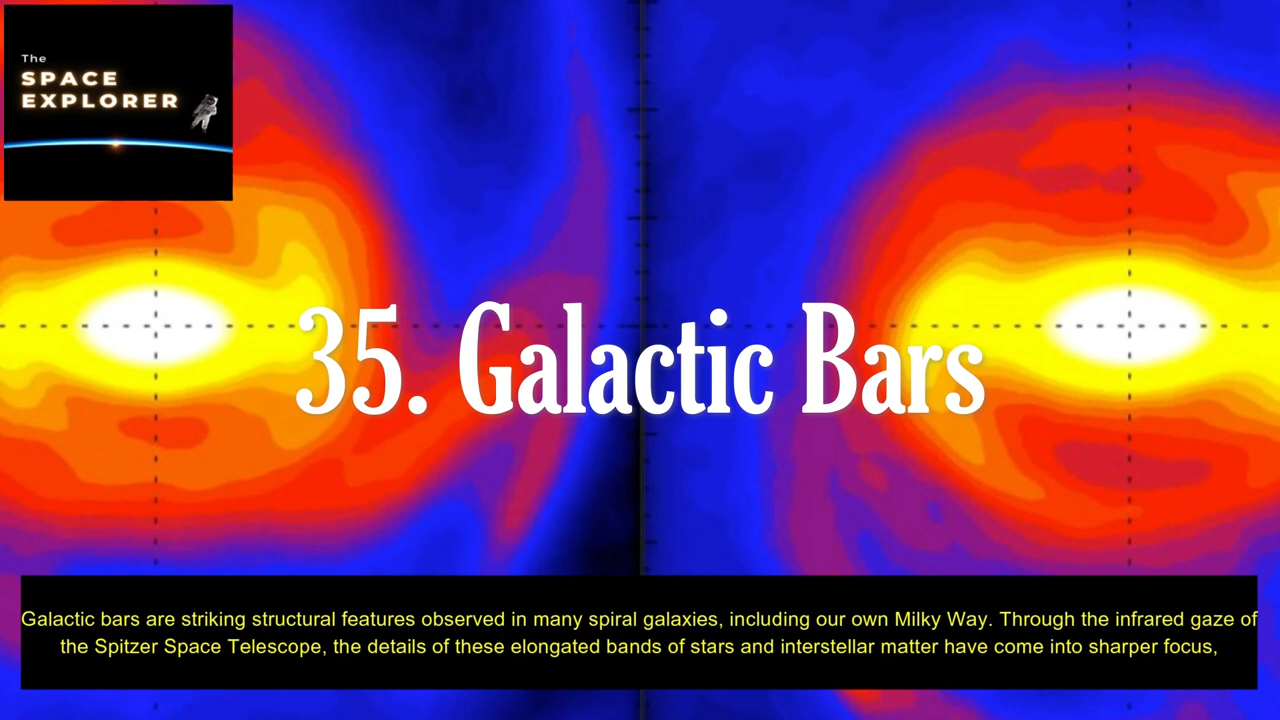 The
SPACE
EXPLORER
35. Galactic Bars
Galactic bars are striking structural features observed in many spiral galaxies, including our own Milky Way. Through the infrared gaze of
the Spitzer Space Telescope, the details of these elongated bands of stars and interstellar matter have come into sharper focus,